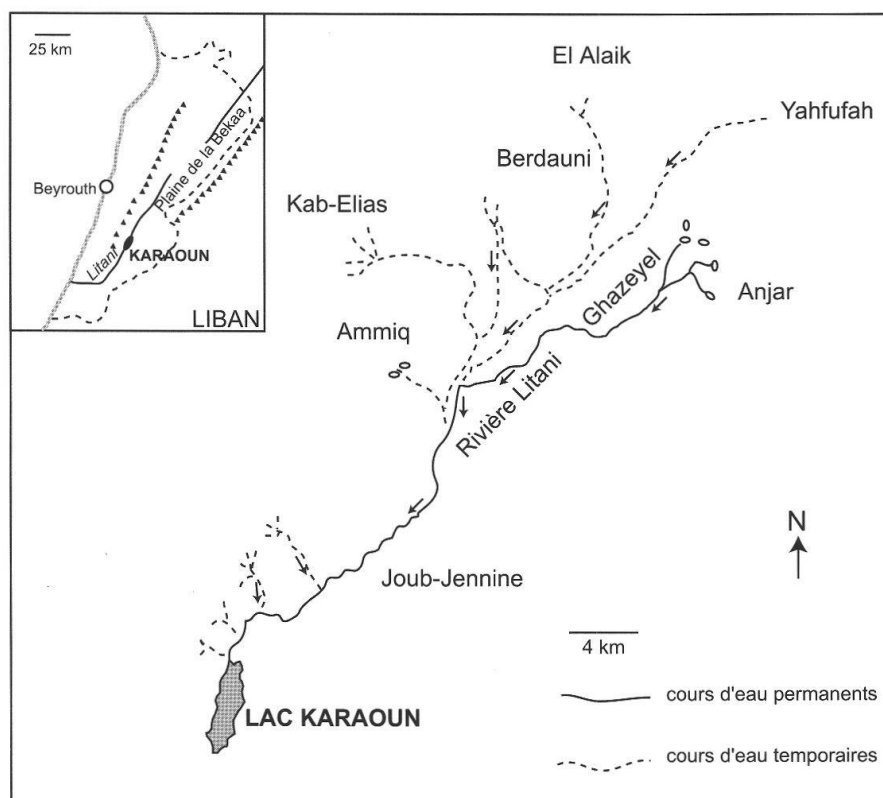 25 km
Beyrouth
Plaine de la Bekaa
Litani
KARAOUN
LIBAN
El Alaik
Yahfufah
Berdauni
Kab-Elias
Ghazeyel
Anjar
Ammiq
Rivière Litani
N
Joub-Jennine
4 km
cours d'eau permanents
LAC KARAOUN
cours d'eau temporaires